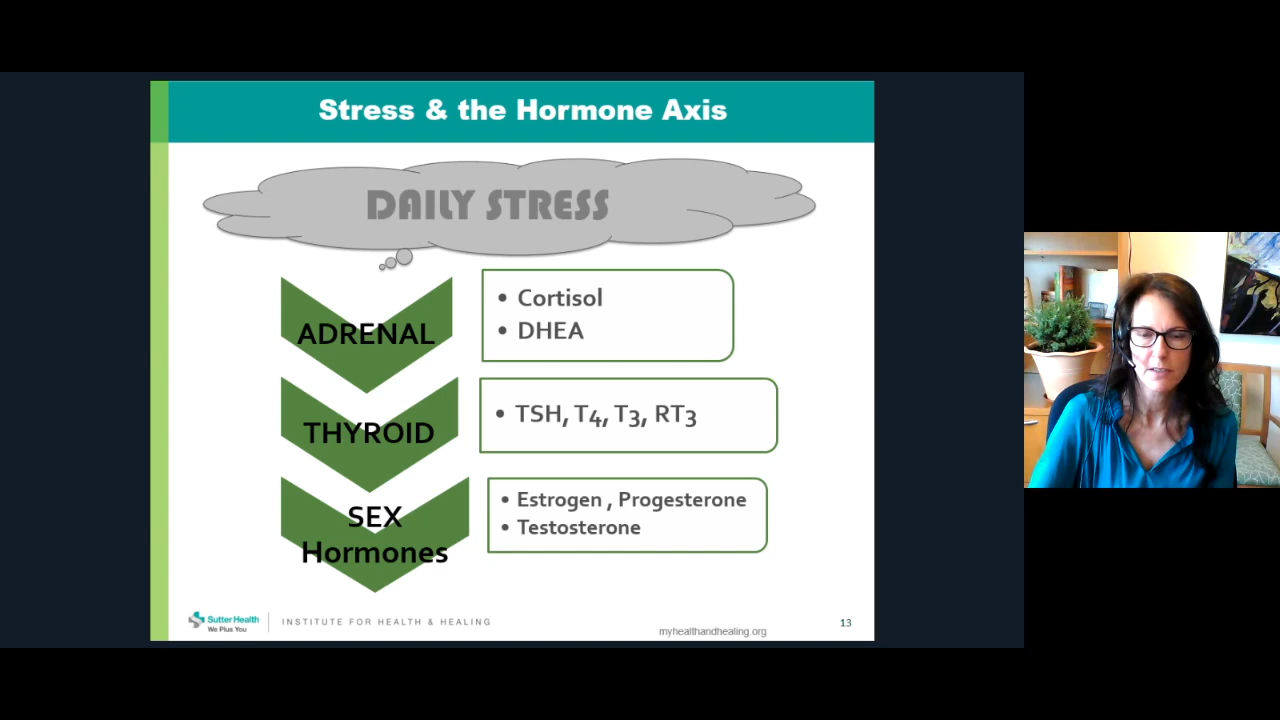 Stress & the Hormone Axis
DAILY STRESS
ADRENAL
• Cortisol
• DHEA
THYROID
• TSH, T4, T3, RT3
SEX
Hormones
• Estrogen , Progesterone
• Testosterone
Sutter Health
We Plus You
INSTITUTE FOR HEALTH & HEALING
myhealthandhealing.org
13